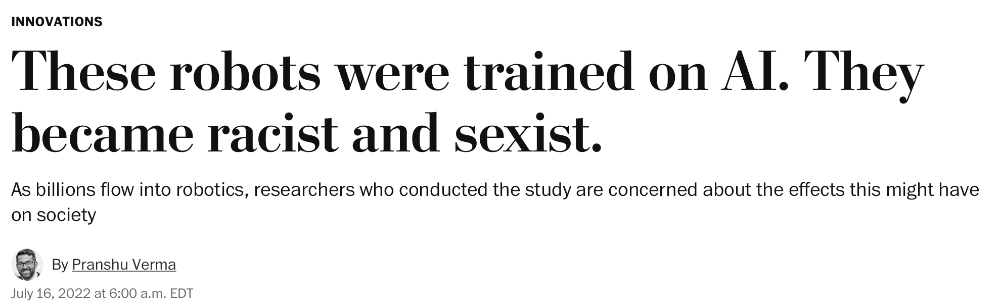 INNOVATIONS
These robots were trained on AI. They
became racist and sexist.
As billions flow into robotics, researchers who conducted the study are concerned about the effects this might have
on society
By Pranshu Verma
July 16, 2022 at 6:00 a.m. EDT